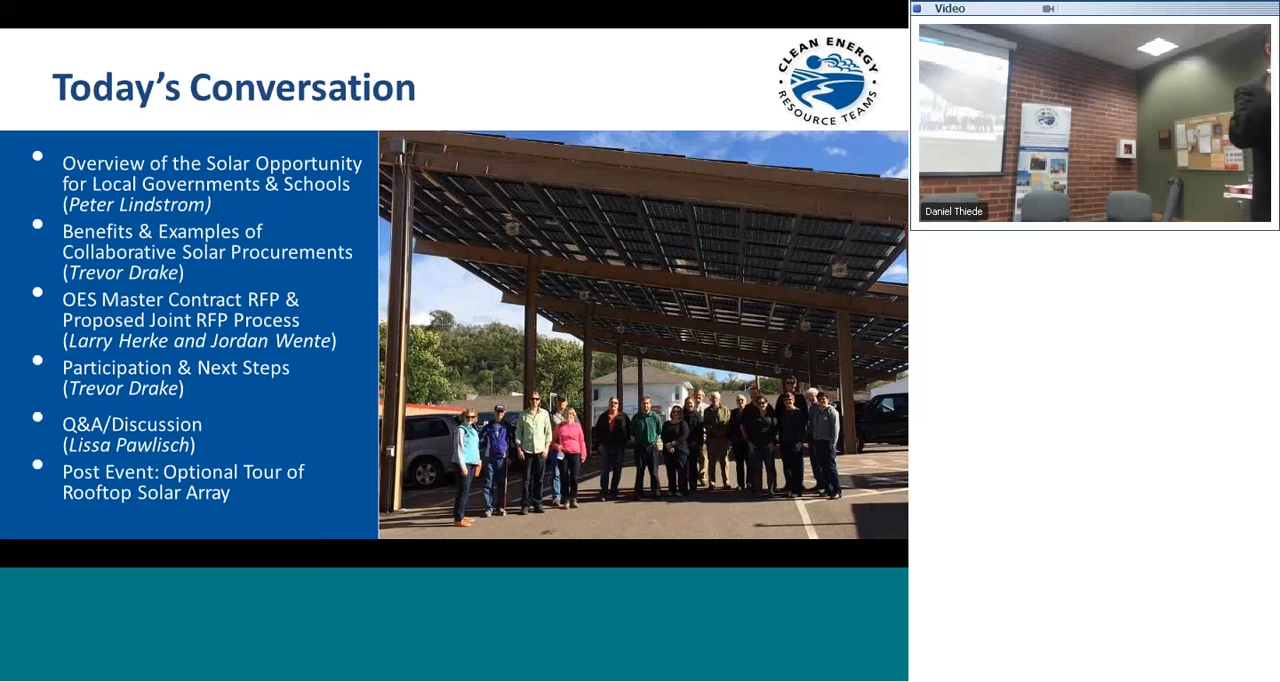 Today's Conversation
CLEAN ENERGY
RESOURCE TEAMS
Overview of the Solar Opportunity
for Local Governments & Schools
(Peter Lindstrom)
Benefits & Examples of
Collaborative Solar Procurements
(Trevor Drake)
OES Master Contract RFP &
Proposed Joint RFP Process
(Larry Herke and Jordan Wente)
Participation & Next Steps
(Trevor Drake)
Q&A/Discussion
(Lissa Pawlisch)
Post Event: Optional Tour of
Rooftop Solar Array
Video
Daniel Thiede